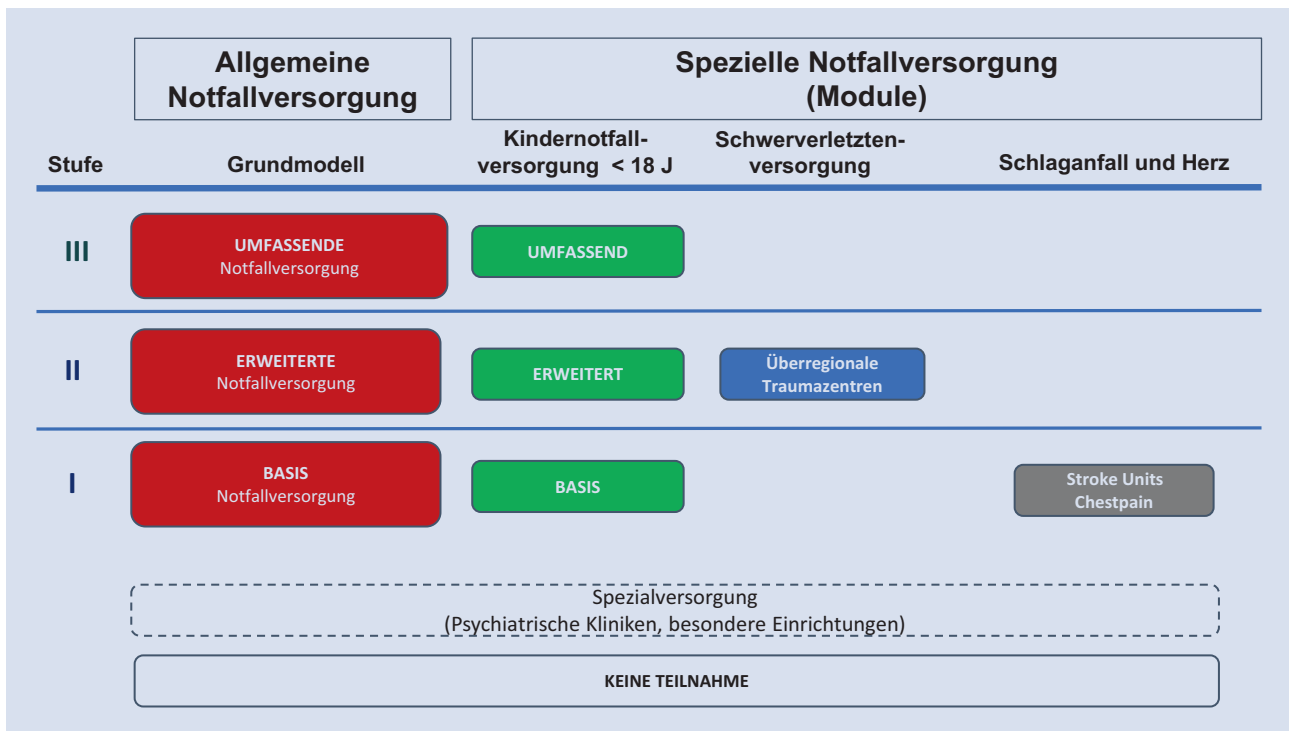 Allgemeine
Notfallversorgung
Spezielle Notfallversorgung
(Module)
Stufe
Grundmodell
Kindernotfall-
versorgung < 18 J
Schwerverletzten-
versorgung
Schlaganfall und Herz
III
UMFASSENDE
Notfallversorgung
UMFASSEND
II
ERWEITERTE
Notfallversorgung
ERWEITERT
Überregionale
Traumazentren
I
BASIS
Notfallversorgung
BASIS
Stroke Units
Chestpain
Spezialversorgung
(Psychiatrische Kliniken, besondere Einrichtungen)
KEINE TEILNAHME